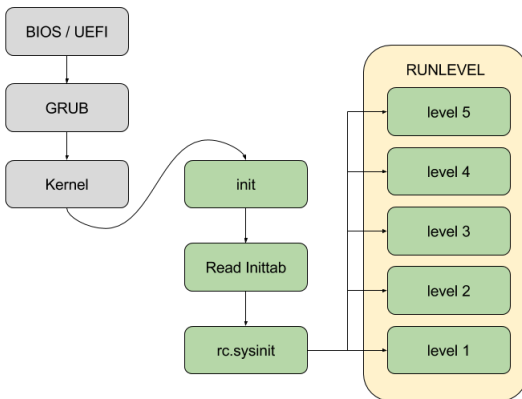 BIOS / UEFI
GRUB
Kernel
init
Read Inittab
rc.sysinit
RUNLEVEL
level 5
level 4
level 3
level 2
level 1